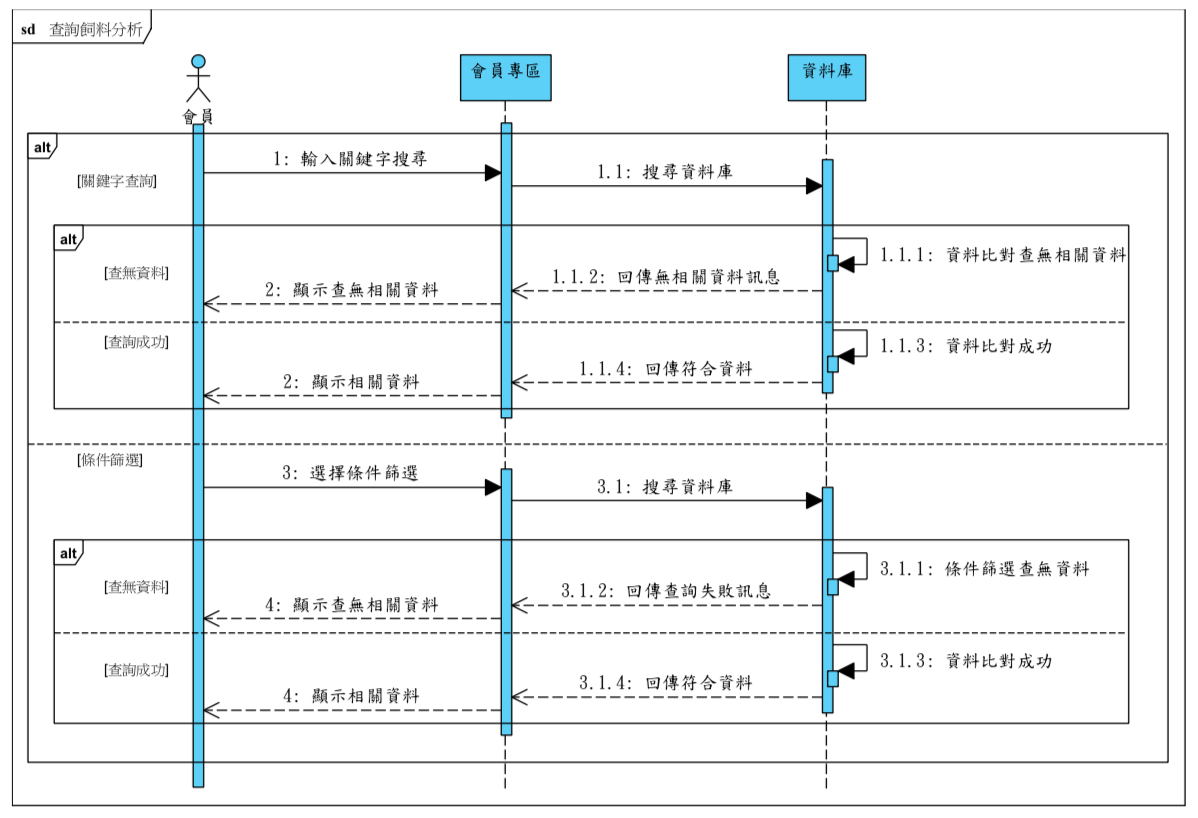 sd 查詢飼料分析
會員
會員專區
資料庫
alt
[關鍵字查詢]
1: 輸入關鍵字搜尋
1.1: 搜尋資料庫
alt
[查無資料]
1.1.1: 資料比對查無相關資料
1.1.2: 回傳無相關資料訊息
2: 顯示查無相關資料
[查詢成功]
1.1.3: 資料比對成功
1.1.4: 回傳符合資料
2: 顯示相關資料
[條件篩選]
3: 選擇條件篩選
3.1: 搜尋資料庫
alt
[查無資料]
3.1.1: 條件篩選查無資料
3.1.2: 回傳查詢失敗訊息
4: 顯示查無相關資料
[查詢成功]
3.1.3: 資料比對成功
3.1.4: 回傳符合資料
4: 顯示相關資料